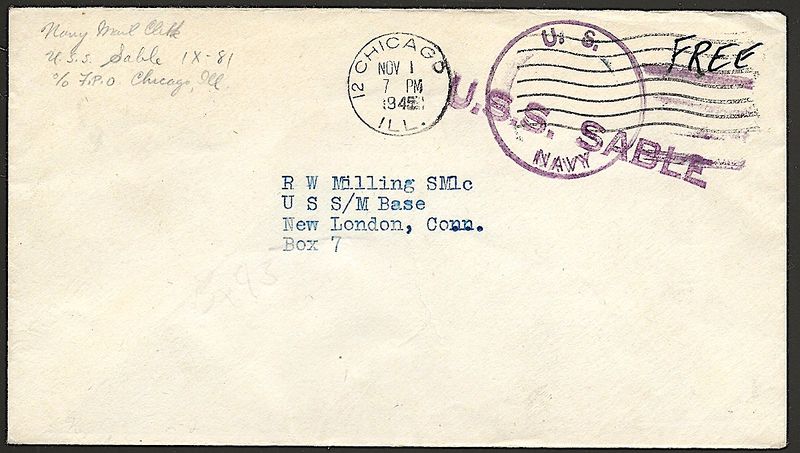 Navy Mail Clerk
U.S.S. Sable IX-81
c/o F.P.O. Chicago, Ill.
12 CHICAGO
NOV 1
7 PM
1945
ILL.
U. S.
NAVY
U.S.S. SABLE
FREE
R W Milling SM1c
U S S/M Base
New London, Conn.
Box 7